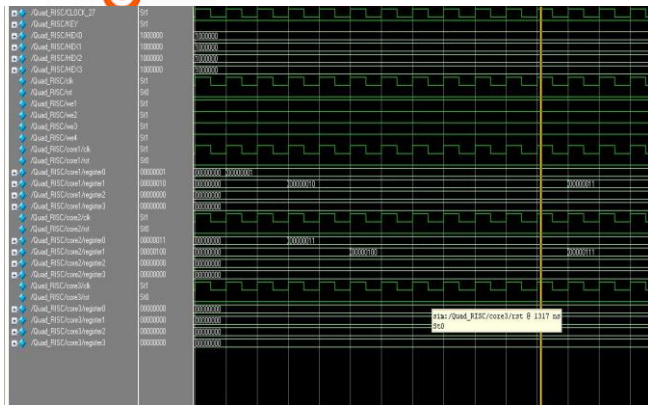 /Quad_RISC/CLOCK_27 St1
/Quad_RISC/KEY St1
/Quad_RISC/HEX0 1000000 1000000
/Quad_RISC/HEX1 1000000 1000000
/Quad_RISC/HEX2 1000000 1000000
/Quad_RISC/HEX3 1000000 1000000
/Quad_RISC/clk St1
/Quad_RISC/rst St0
/Quad_RISC/we1 St1
/Quad_RISC/we2 St1
/Quad_RISC/we3 St1
/Quad_RISC/we4 St1
/Quad_RISC/core1/clk St1
/Quad_RISC/core1/rst St0
/Quad_RISC/core1/register0 00000001 00000000 00000001
/Quad_RISC/core1/register1 00000010 00000000 00000010 00000011
/Quad_RISC/core1/register2 00000000 00000000
/Quad_RISC/core1/register3 00000000 00000000
/Quad_RISC/core2/clk St1
/Quad_RISC/core2/rst St0
/Quad_RISC/core2/register0 00000011 00000000 00000011
/Quad_RISC/core2/register1 00000100 00000000 00000100 00000111
/Quad_RISC/core2/register2 00000000 00000000
/Quad_RISC/core2/register3 00000000 00000000
/Quad_RISC/core3/clk St1
/Quad_RISC/core3/rst St0
/Quad_RISC/core3/register0 00000000 00000000
/Quad_RISC/core3/register1 00000000 00000000
/Quad_RISC/core3/register2 00000000 00000000
/Quad_RISC/core3/register3 00000000 00000000
sim:/Quad_RISC/core3/rst @ 1317 ns
St0